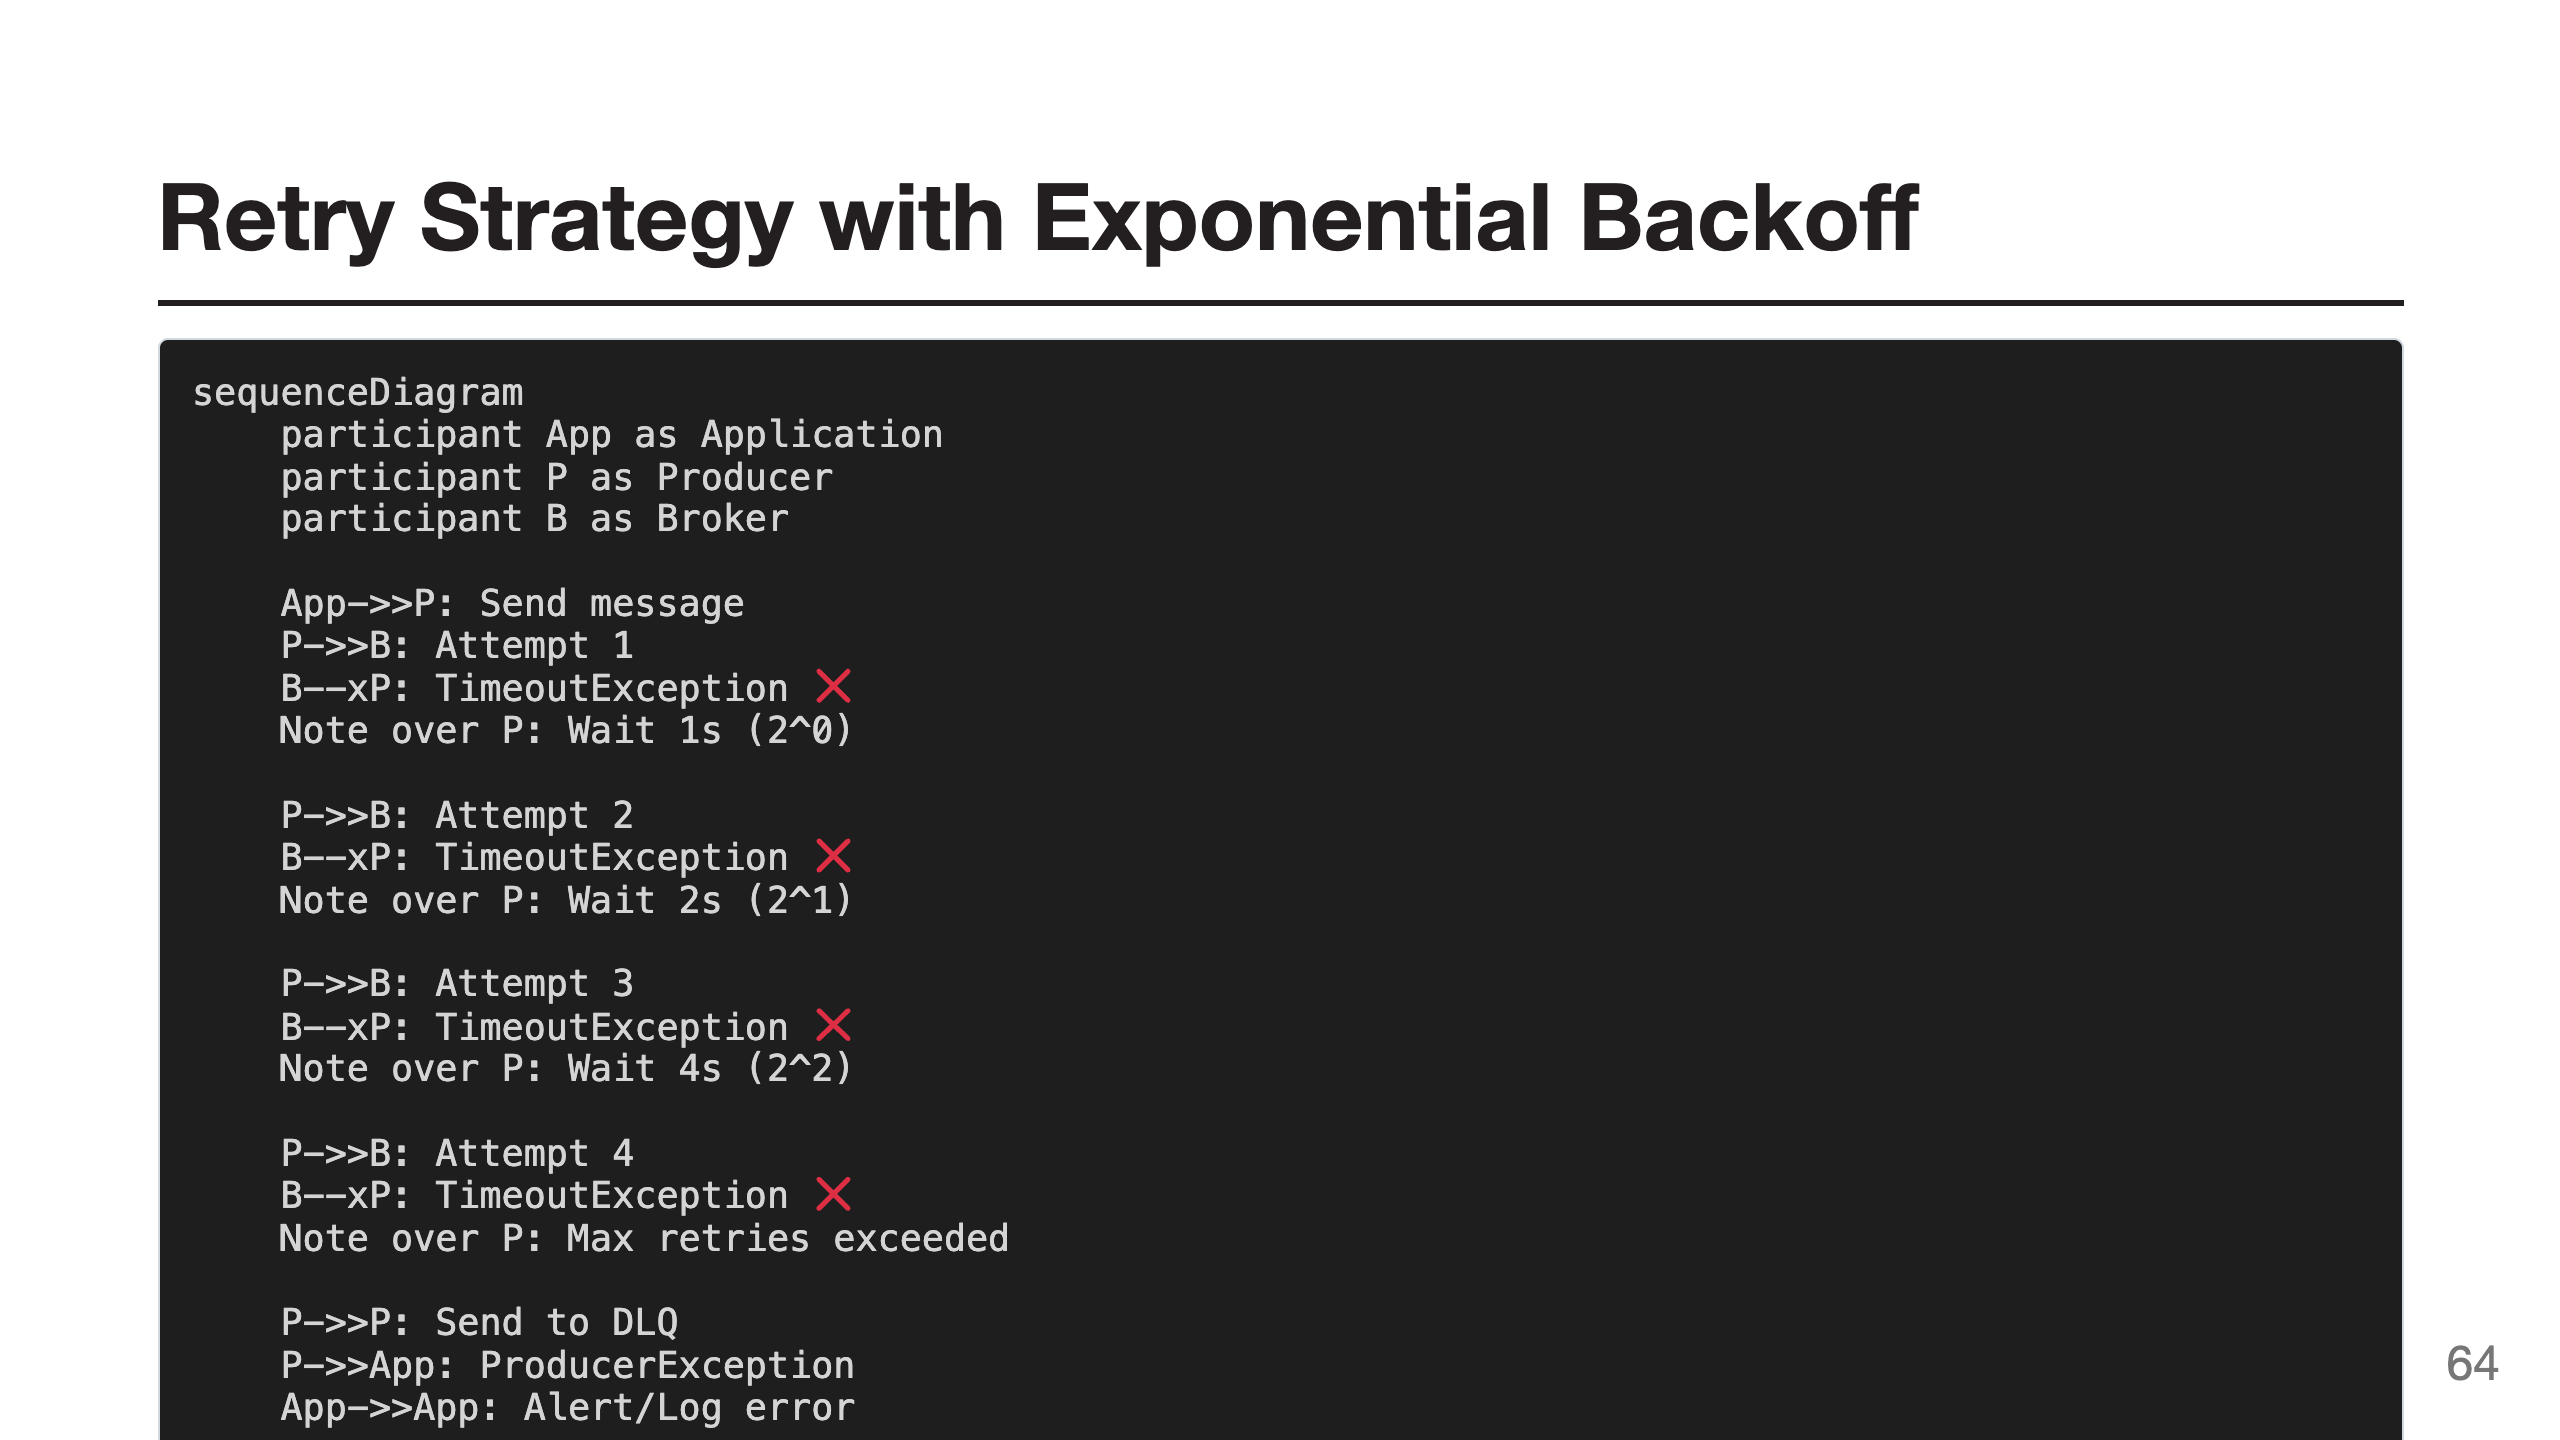 Retry Strategy with Exponential Backoff
sequenceDiagram
    participant App as Application
    participant P as Producer
    participant B as Broker

    App->>P: Send message
    P->>B: Attempt 1
    B--xP: TimeoutException ❌
    Note over P: Wait 1s (2^0)

    P->>B: Attempt 2
    B--xP: TimeoutException ❌
    Note over P: Wait 2s (2^1)

    P->>B: Attempt 3
    B--xP: TimeoutException ❌
    Note over P: Wait 4s (2^2)

    P->>B: Attempt 4
    B--xP: TimeoutException ❌
    Note over P: Max retries exceeded

    P->>P: Send to DLQ
    P->>App: ProducerException
    App->>App: Alert/Log error
64